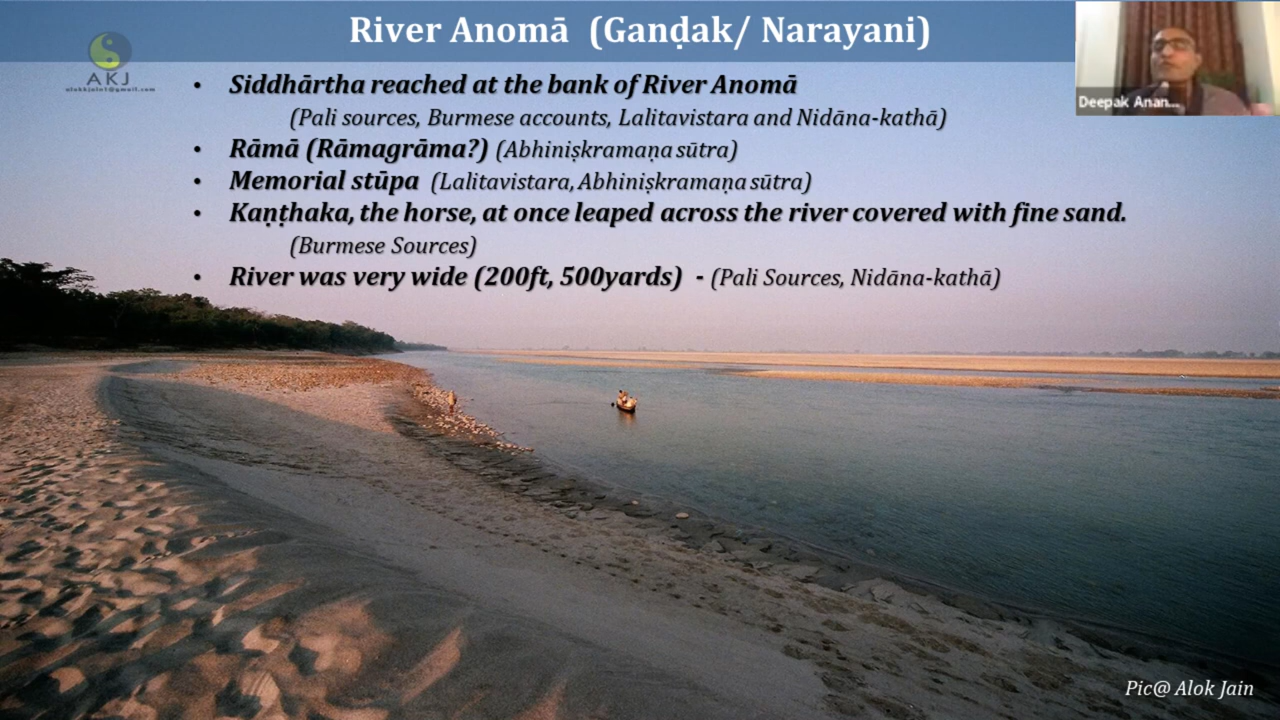 River Anomā (Gaṇḍak/ Narayani)
AKJ
alokkjain1@gmail.com
Deepak Anan...
• Siddhārtha reached at the bank of River Anomā
(Pali sources, Burmese accounts, Lalitavistara and Nidāna-kathā)
• Rāmā (Rāmagrāma?) (Abhiniṣkramaṇa sūtra)
• Memorial stūpa (Lalitavistara, Abhiniṣkramaṇa sūtra)
• Kaṇṭhaka, the horse, at once leaped across the river covered with fine sand.
(Burmese Sources)
• River was very wide (200ft, 500yards) - (Pali Sources, Nidāna-kathā)
Pic@ Alok Jain